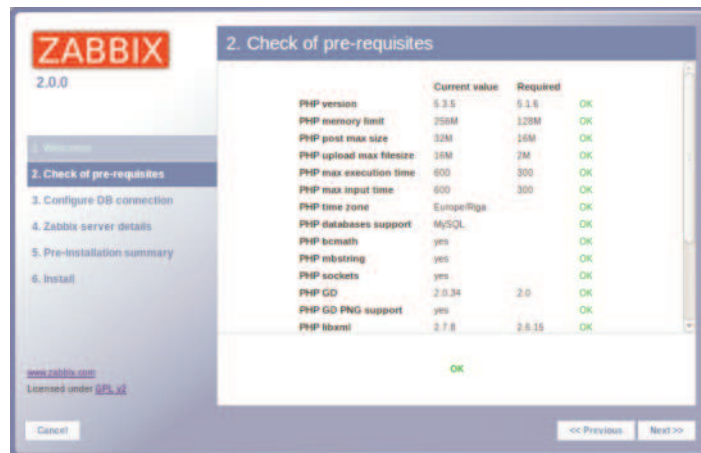 ZABBIX
2.0.0
1. Welcome
2. Check of pre-requisites
3. Configure DB connection
4. Zabbix server details
5. Pre-Installation summary
6. Install
www.zabbix.com
Licensed under GPL v2
Cancel
2. Check of pre-requisites
Current value Required
PHP version 5.3.5 5.1.6 OK
PHP memory limit 256M 128M OK
PHP post max size 32M 16M OK
PHP upload max filesize 16M 2M OK
PHP max execution time 600 300 OK
PHP max input time 600 300 OK
PHP time zone Europe/Riga OK
PHP databases support MySQL OK
PHP bcmath yes OK
PHP mbstring yes OK
PHP sockets yes OK
PHP GD 2.0.34 2.0 OK
PHP GD PNG support yes OK
PHP libxml 2.7.8 2.6.15 OK
OK
<< Previous Next >>